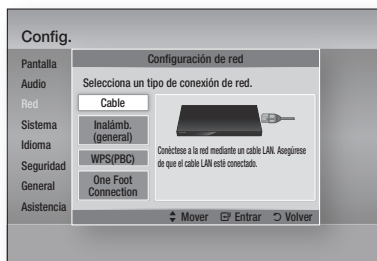 Config.
Configuración de red
Pantalla
Audio
Red
Sistema
Idioma
Seguridad
General
Asistencia
Selecciona un tipo de conexión de red.
Cable
Inalámb.
(general)
WPS(PBC)
One Foot
Connection
Conéctese a la red mediante un cable LAN. Asegúrese
de que el cable LAN esté conectado.
Mover Entrar Volver